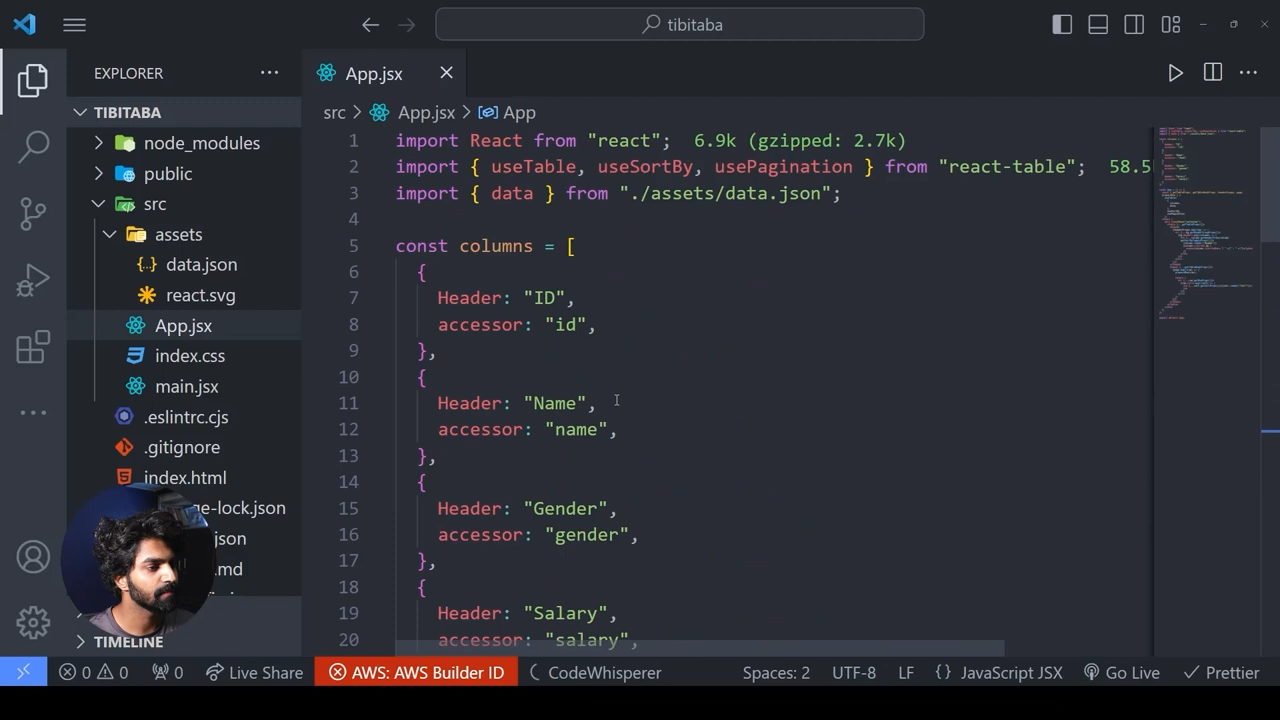 tibitaba
EXPLORER
App.jsx
TIBITABA
src > App.jsx > App
node_modules
public
src
assets
data.json
react.svg
App.jsx
index.css
main.jsx
.eslintrc.cjs
.gitignore
index.html
ge-lock.json
json
md
TIMELINE
1 import React from "react"; 6.9k (gzipped: 2.7k)
2 import { useTable, useSortBy, usePagination } from "react-table"; 58.5
3 import { data } from "./assets/data.json";
4
5 const columns = [
6 {
7 Header: "ID",
8 accessor: "id",
9 },
10 {
11 Header: "Name",
12 accessor: "name",
13 },
14 {
15 Header: "Gender",
16 accessor: "gender",
17 },
18 {
19 Header: "Salary",
20 accessor: "salary",
0 0 0 Live Share AWS: AWS Builder ID CodeWhisperer Spaces: 2 UTF-8 LF {} JavaScript JSX Go Live Prettier